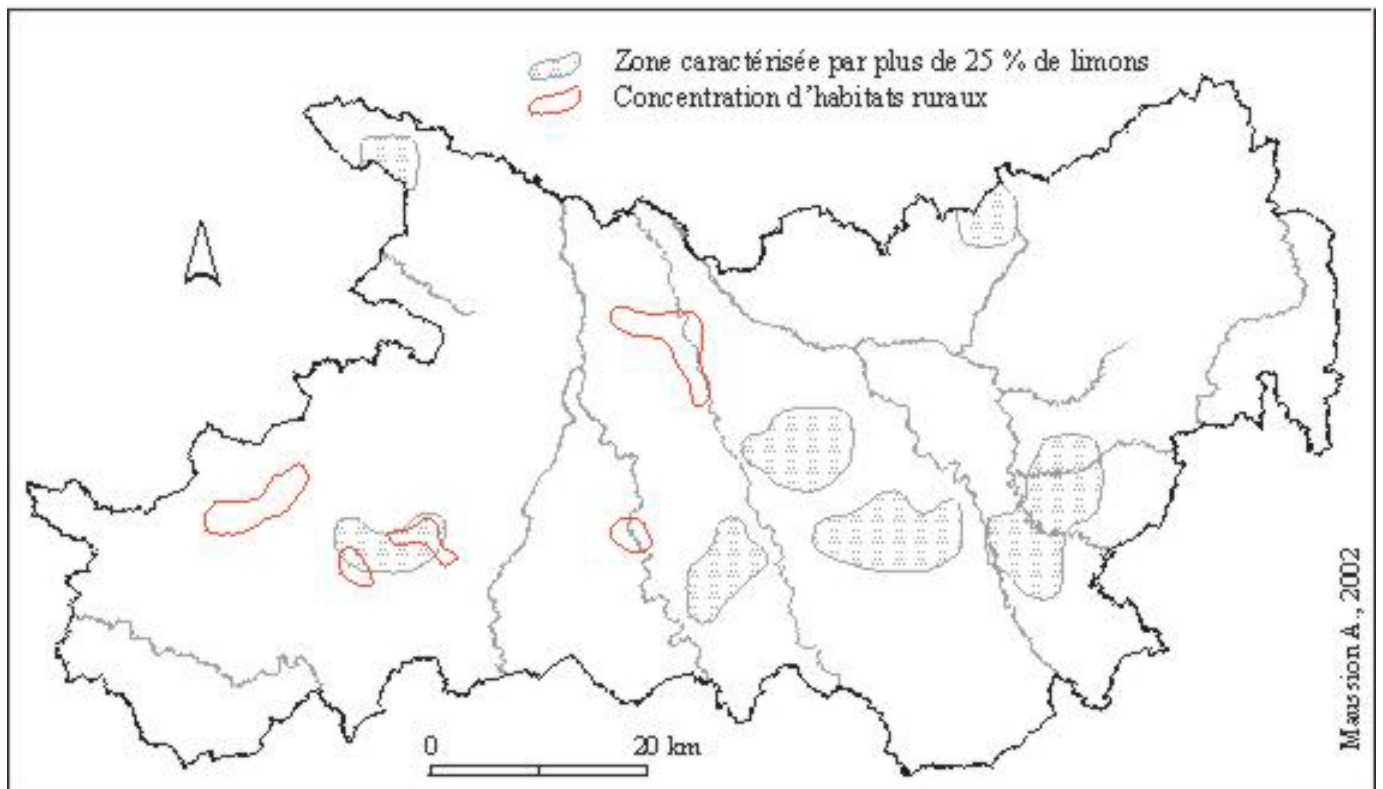 Zone caractérisée par plus de 25 % de limons
Concentration d'habitats ruraux
0 20 km
Maussion A., 2002